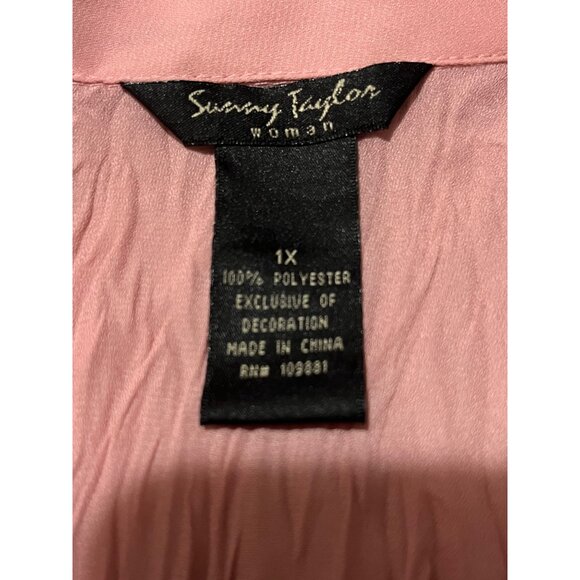 Sunny Taylor
woman
1X
100% POLYESTER
EXCLUSIVE OF
DECORATION
MADE IN CHINA
RN# 109881